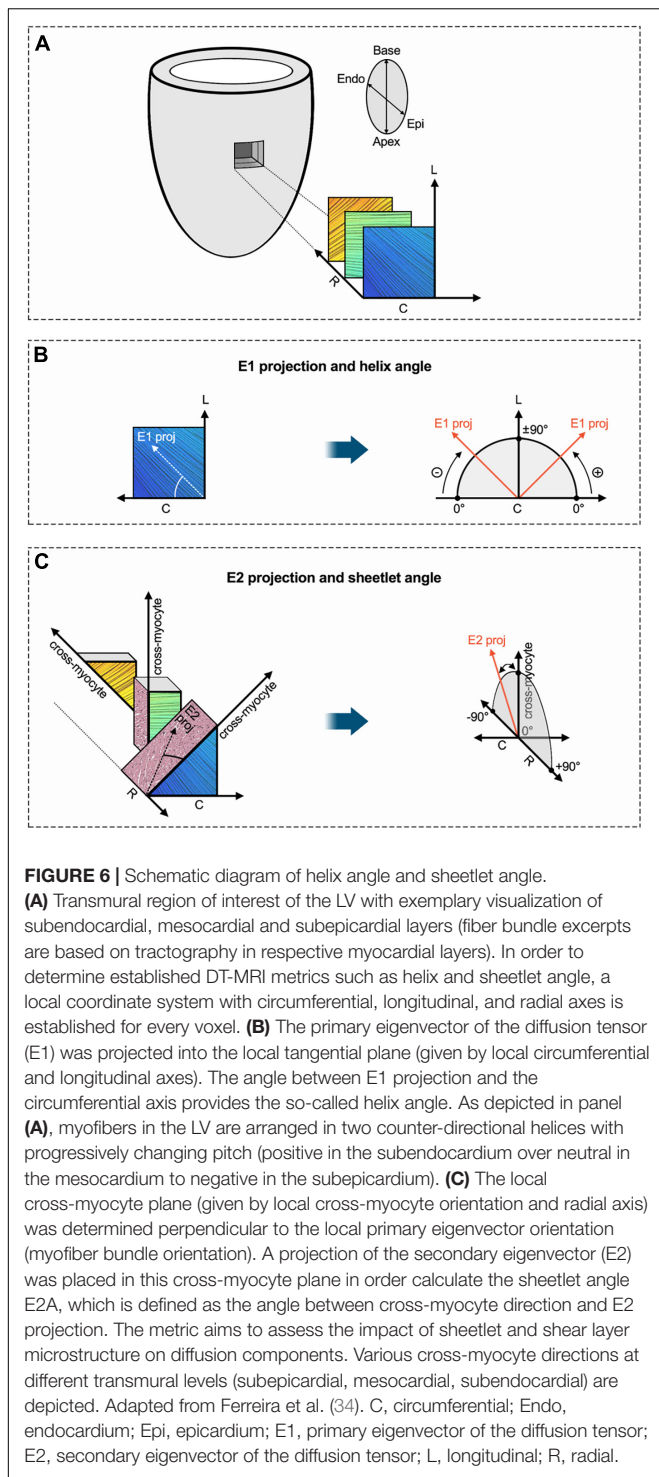 A
Base
Endo
Epi
Apex
L
R
C
B
E1 projection and helix angle
L
E1 proj
C
L
E1 proj
±90°
E1 proj
⊖
⊕
0°
C
0°
C
E2 projection and sheetlet angle
cross-myocyte
cross-myocyte
cross-myocyte
E2
proj
R
C
E2 proj
cross-myocyte
-90°
0°
C
R
+90°
FIGURE 6 | Schematic diagram of helix angle and sheetlet angle.
(A) Transmural region of interest of the LV with exemplary visualization of
subendocardial, mesocardial and subepicardial layers (fiber bundle excerpts
are based on tractography in respective myocardial layers). In order to
determine established DT-MRI metrics such as helix and sheetlet angle, a
local coordinate system with circumferential, longitudinal, and radial axes is
established for every voxel. (B) The primary eigenvector of the diffusion tensor
(E1) was projected into the local tangential plane (given by local circumferential
and longitudinal axes). The angle between E1 projection and the
circumferential axis provides the so-called helix angle. As depicted in panel
(A), myofibers in the LV are arranged in two counter-directional helices with
progressively changing pitch (positive in the subendocardium over neutral in
the mesocardium to negative in the subepicardium). (C) The local
cross-myocyte plane (given by local cross-myocyte orientation and radial axis)
was determined perpendicular to the local primary eigenvector orientation
(myofiber bundle orientation). A projection of the secondary eigenvector (E2)
was placed in this cross-myocyte plane in order calculate the sheetlet angle
E2A, which is defined as the angle between cross-myocyte direction and E2
projection. The metric aims to assess the impact of sheetlet and shear layer
microstructure on diffusion components. Various cross-myocyte directions at
different transmural levels (subepicardial, mesocardial, subendocardial) are
depicted. Adapted from Ferreira et al. (34). C, circumferential; Endo,
endocardium; Epi, epicardium; E1, primary eigenvector of the diffusion tensor;
E2, secondary eigenvector of the diffusion tensor; L, longitudinal; R, radial.